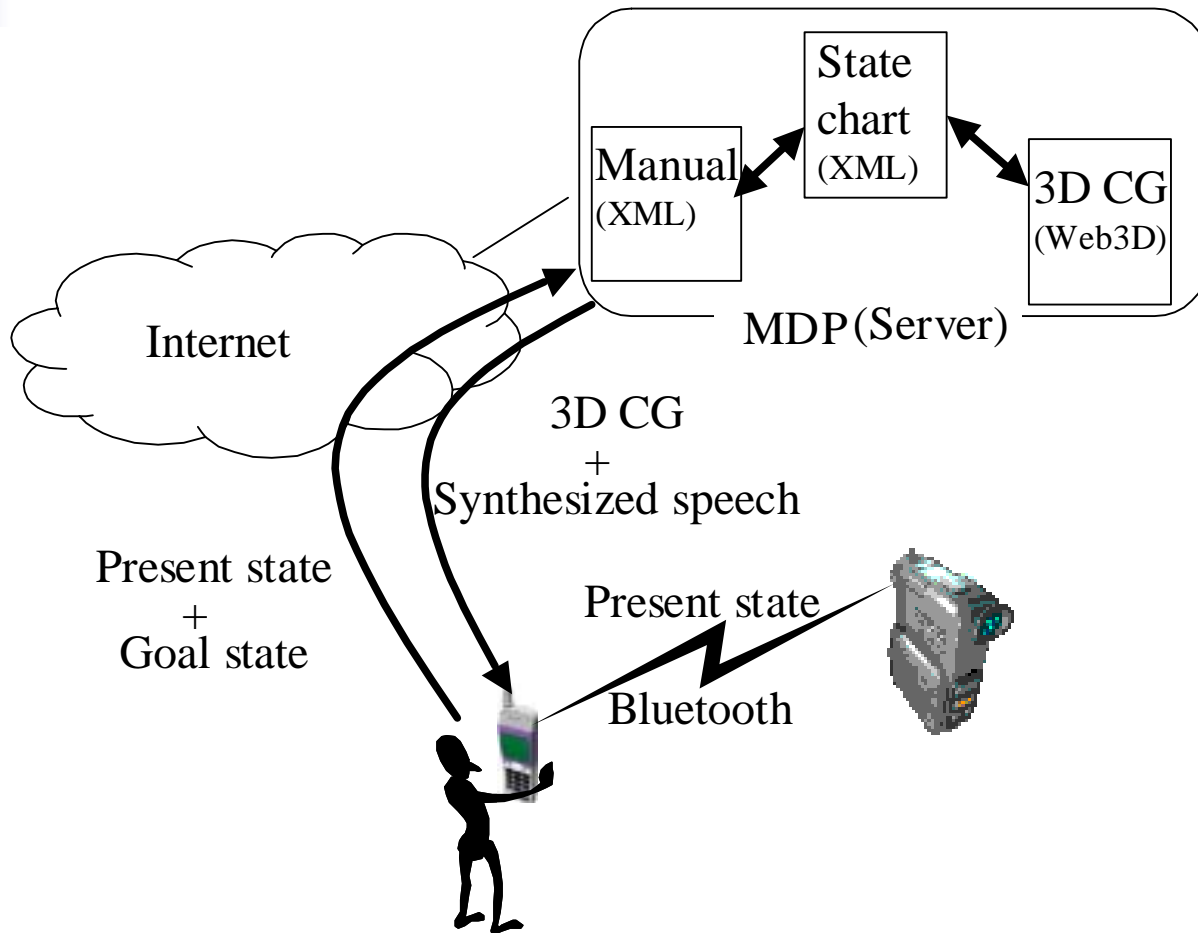 State
chart
(XML)
Manual
(XML)
3D CG
(Web3D)
MDP(Server)
Internet
3D CG
+
Synthesized speech
Present state
+
Goal state
Present state
Bluetooth